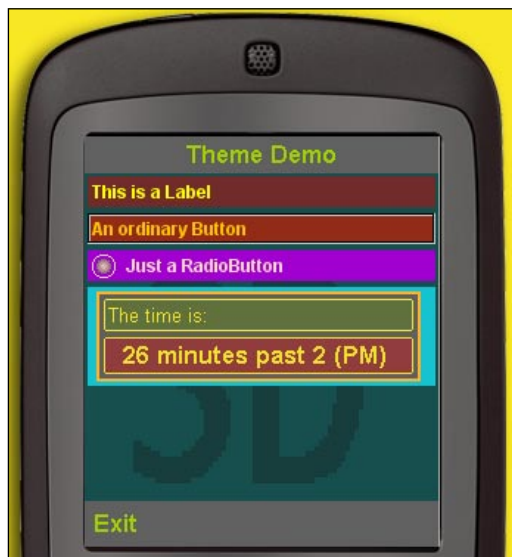 Theme Demo
This is a Label
An ordinary Button
Just a RadioButton
The time is:
26 minutes past 2 (PM)
3D
Exit